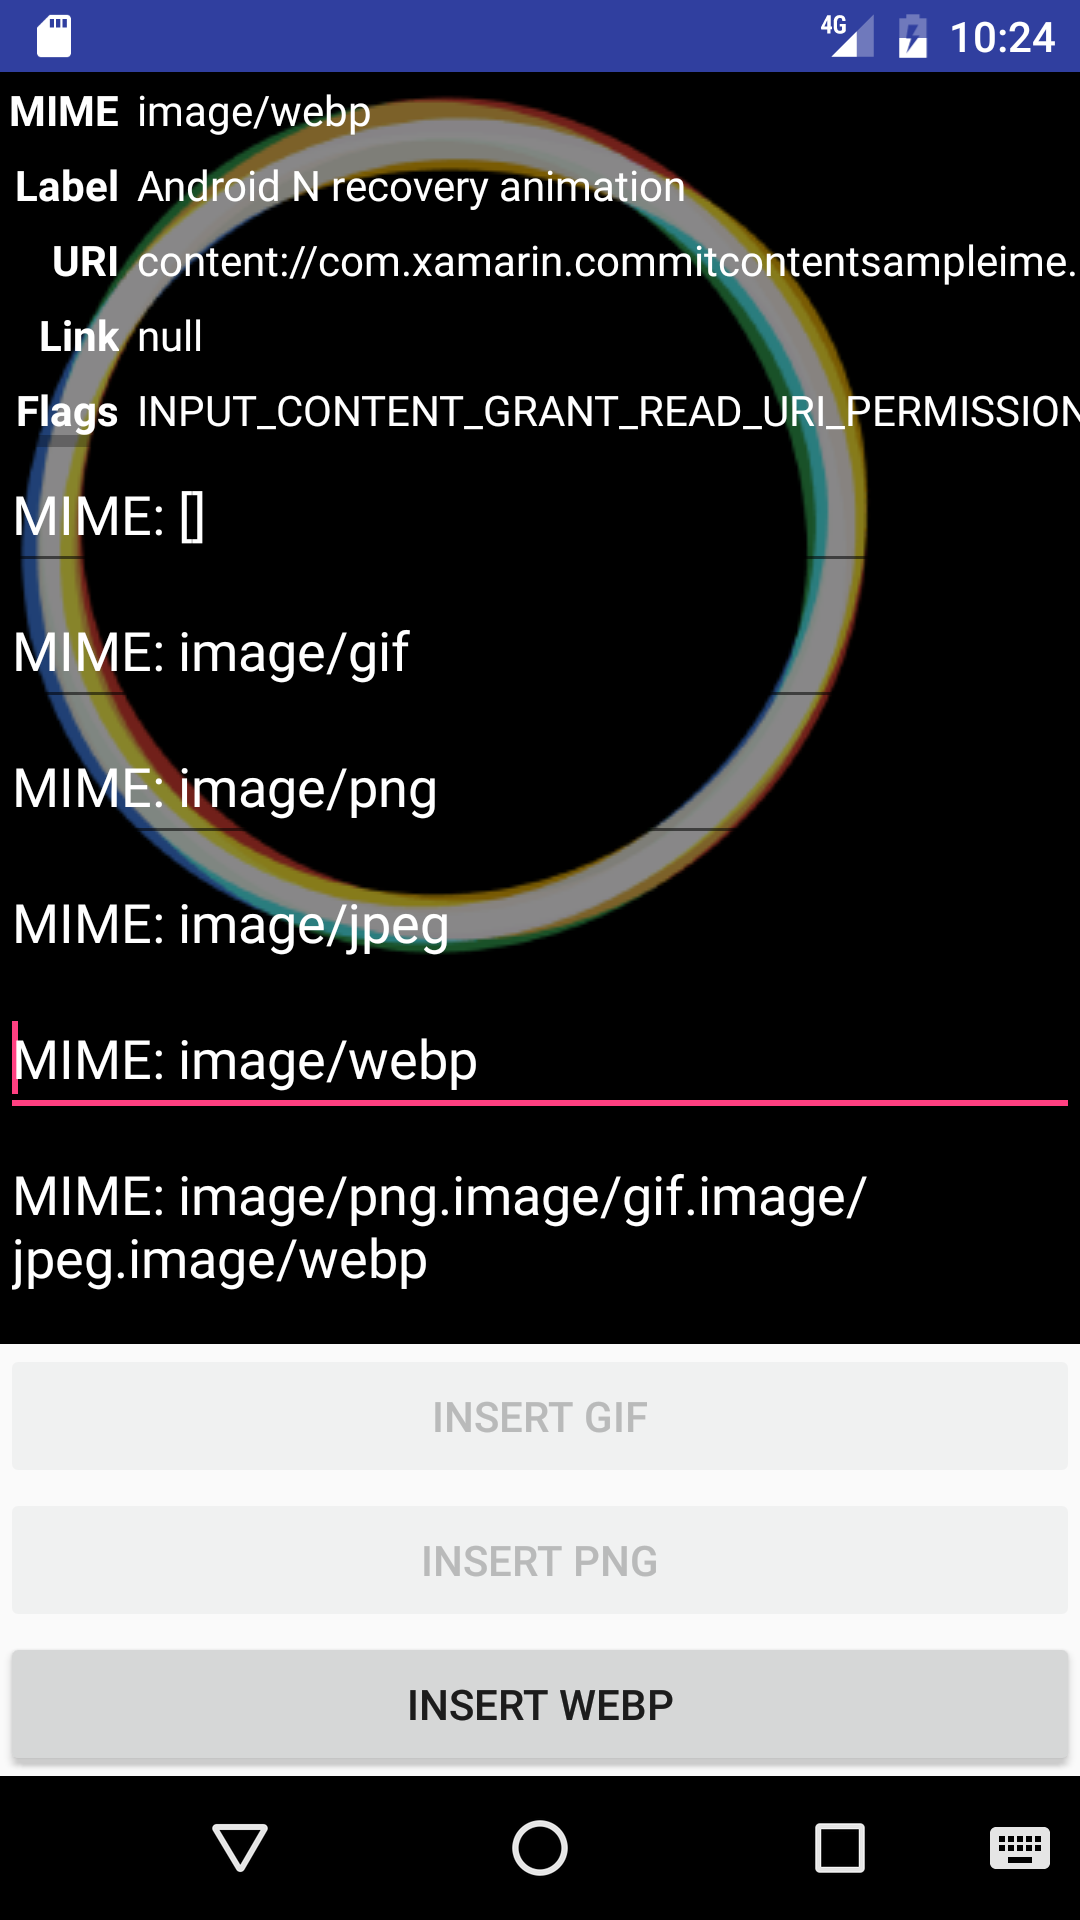 4G 10:24
MIME image/webp
Label Android N recovery animation
URI content://com.xamarin.commitcontentsampleime.
Link null
Flags INPUT_CONTENT_GRANT_READ_URI_PERMISSION
MIME: []
MIME: image/gif
MIME: image/png
MIME: image/jpeg
MIME: image/webp
MIME: image/png.image/gif.image/
jpeg.image/webp
INSERT GIF
INSERT PNG
INSERT WEBP